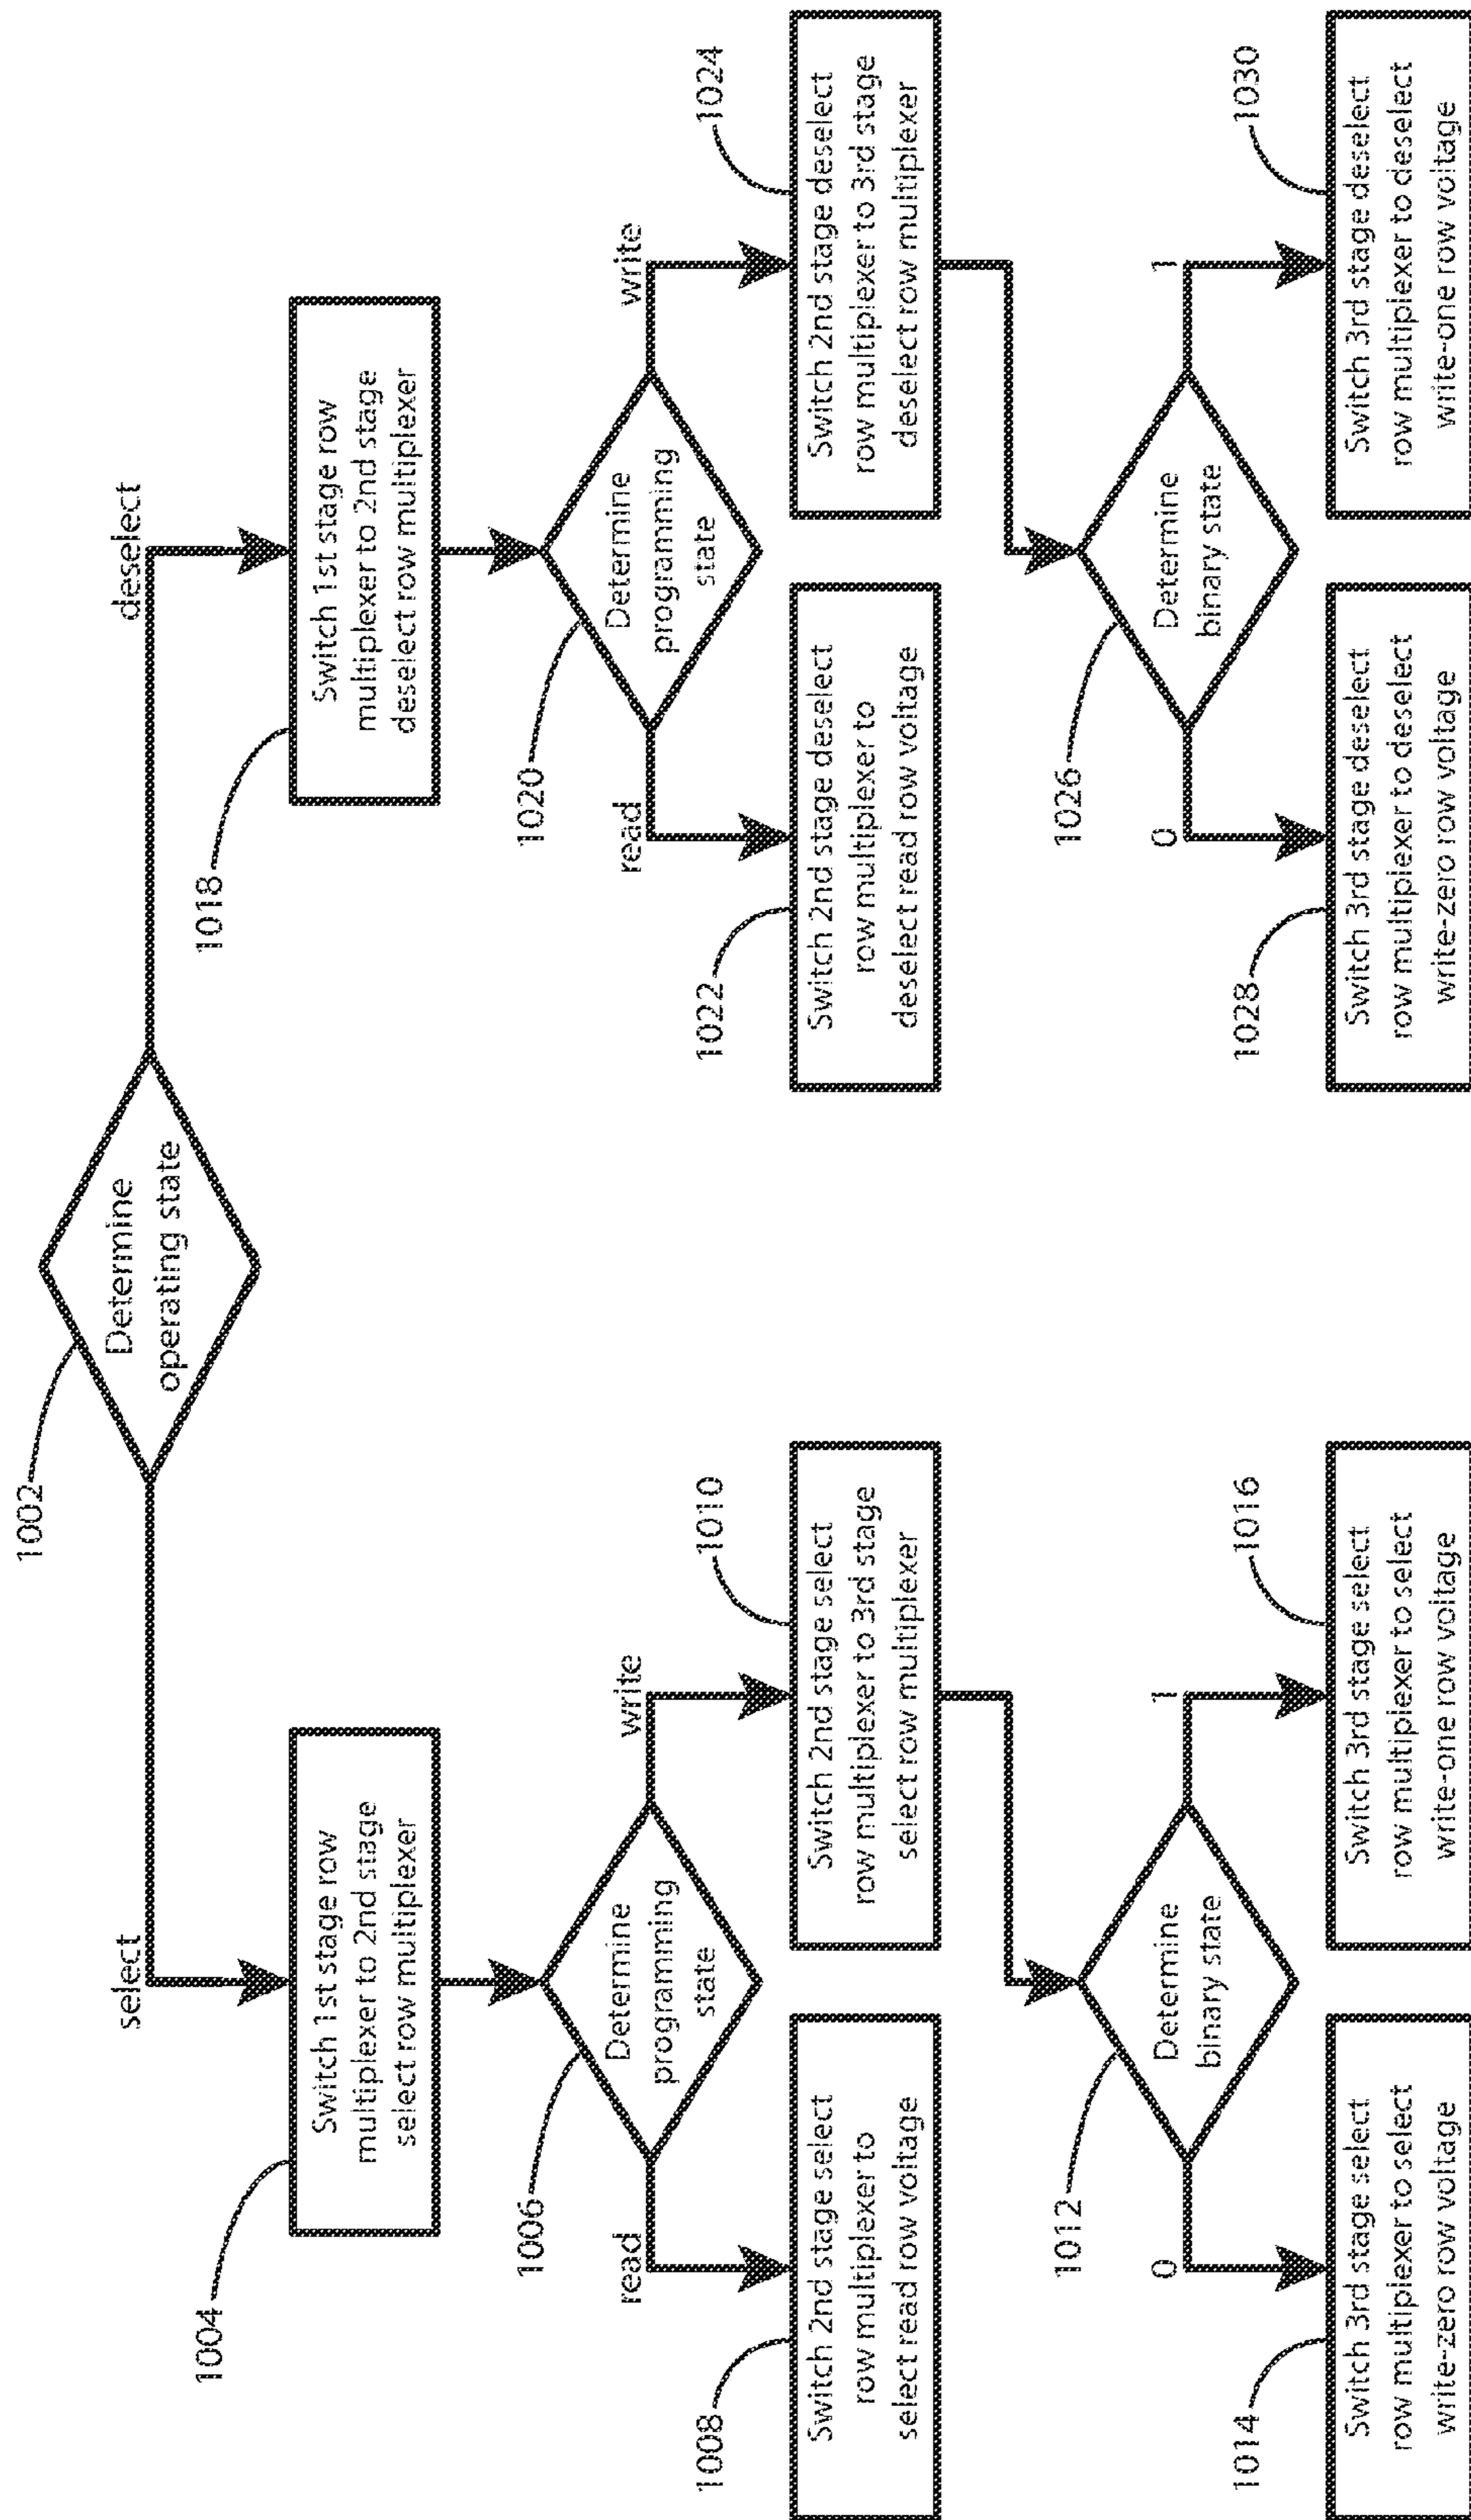 1002
Determine
operating state
select
deselect
1004
Switch 1st stage row
multiplexer to 2nd stage
select row multiplexer
1018
Switch 1st stage row
multiplexer to 2nd stage
deselect row multiplexer
1006
Determine
programming
state
read
write
1020
Determine
programming
state
read
write
1008
Switch 2nd stage select
row multiplexer to
select read row voltage
1010
Switch 2nd stage select
row multiplexer to 3rd stage
select row multiplexer
1022
Switch 2nd stage deselect
row multiplexer to
deselect read row voltage
1024
Switch 2nd stage deselect
row multiplexer to 3rd stage
deselect row multiplexer
1012
Determine
binary state
0
1
1026
Determine
binary state
0
1
1014
Switch 3rd stage select
row multiplexer to select
write-zero row voltage
1016
Switch 3rd stage select
row multiplexer to select
write-one row voltage
1028
Switch 3rd stage deselect
row multiplexer to deselect
write-zero row voltage
1030
Switch 3rd stage deselect
row multiplexer to deselect
write-one row voltage